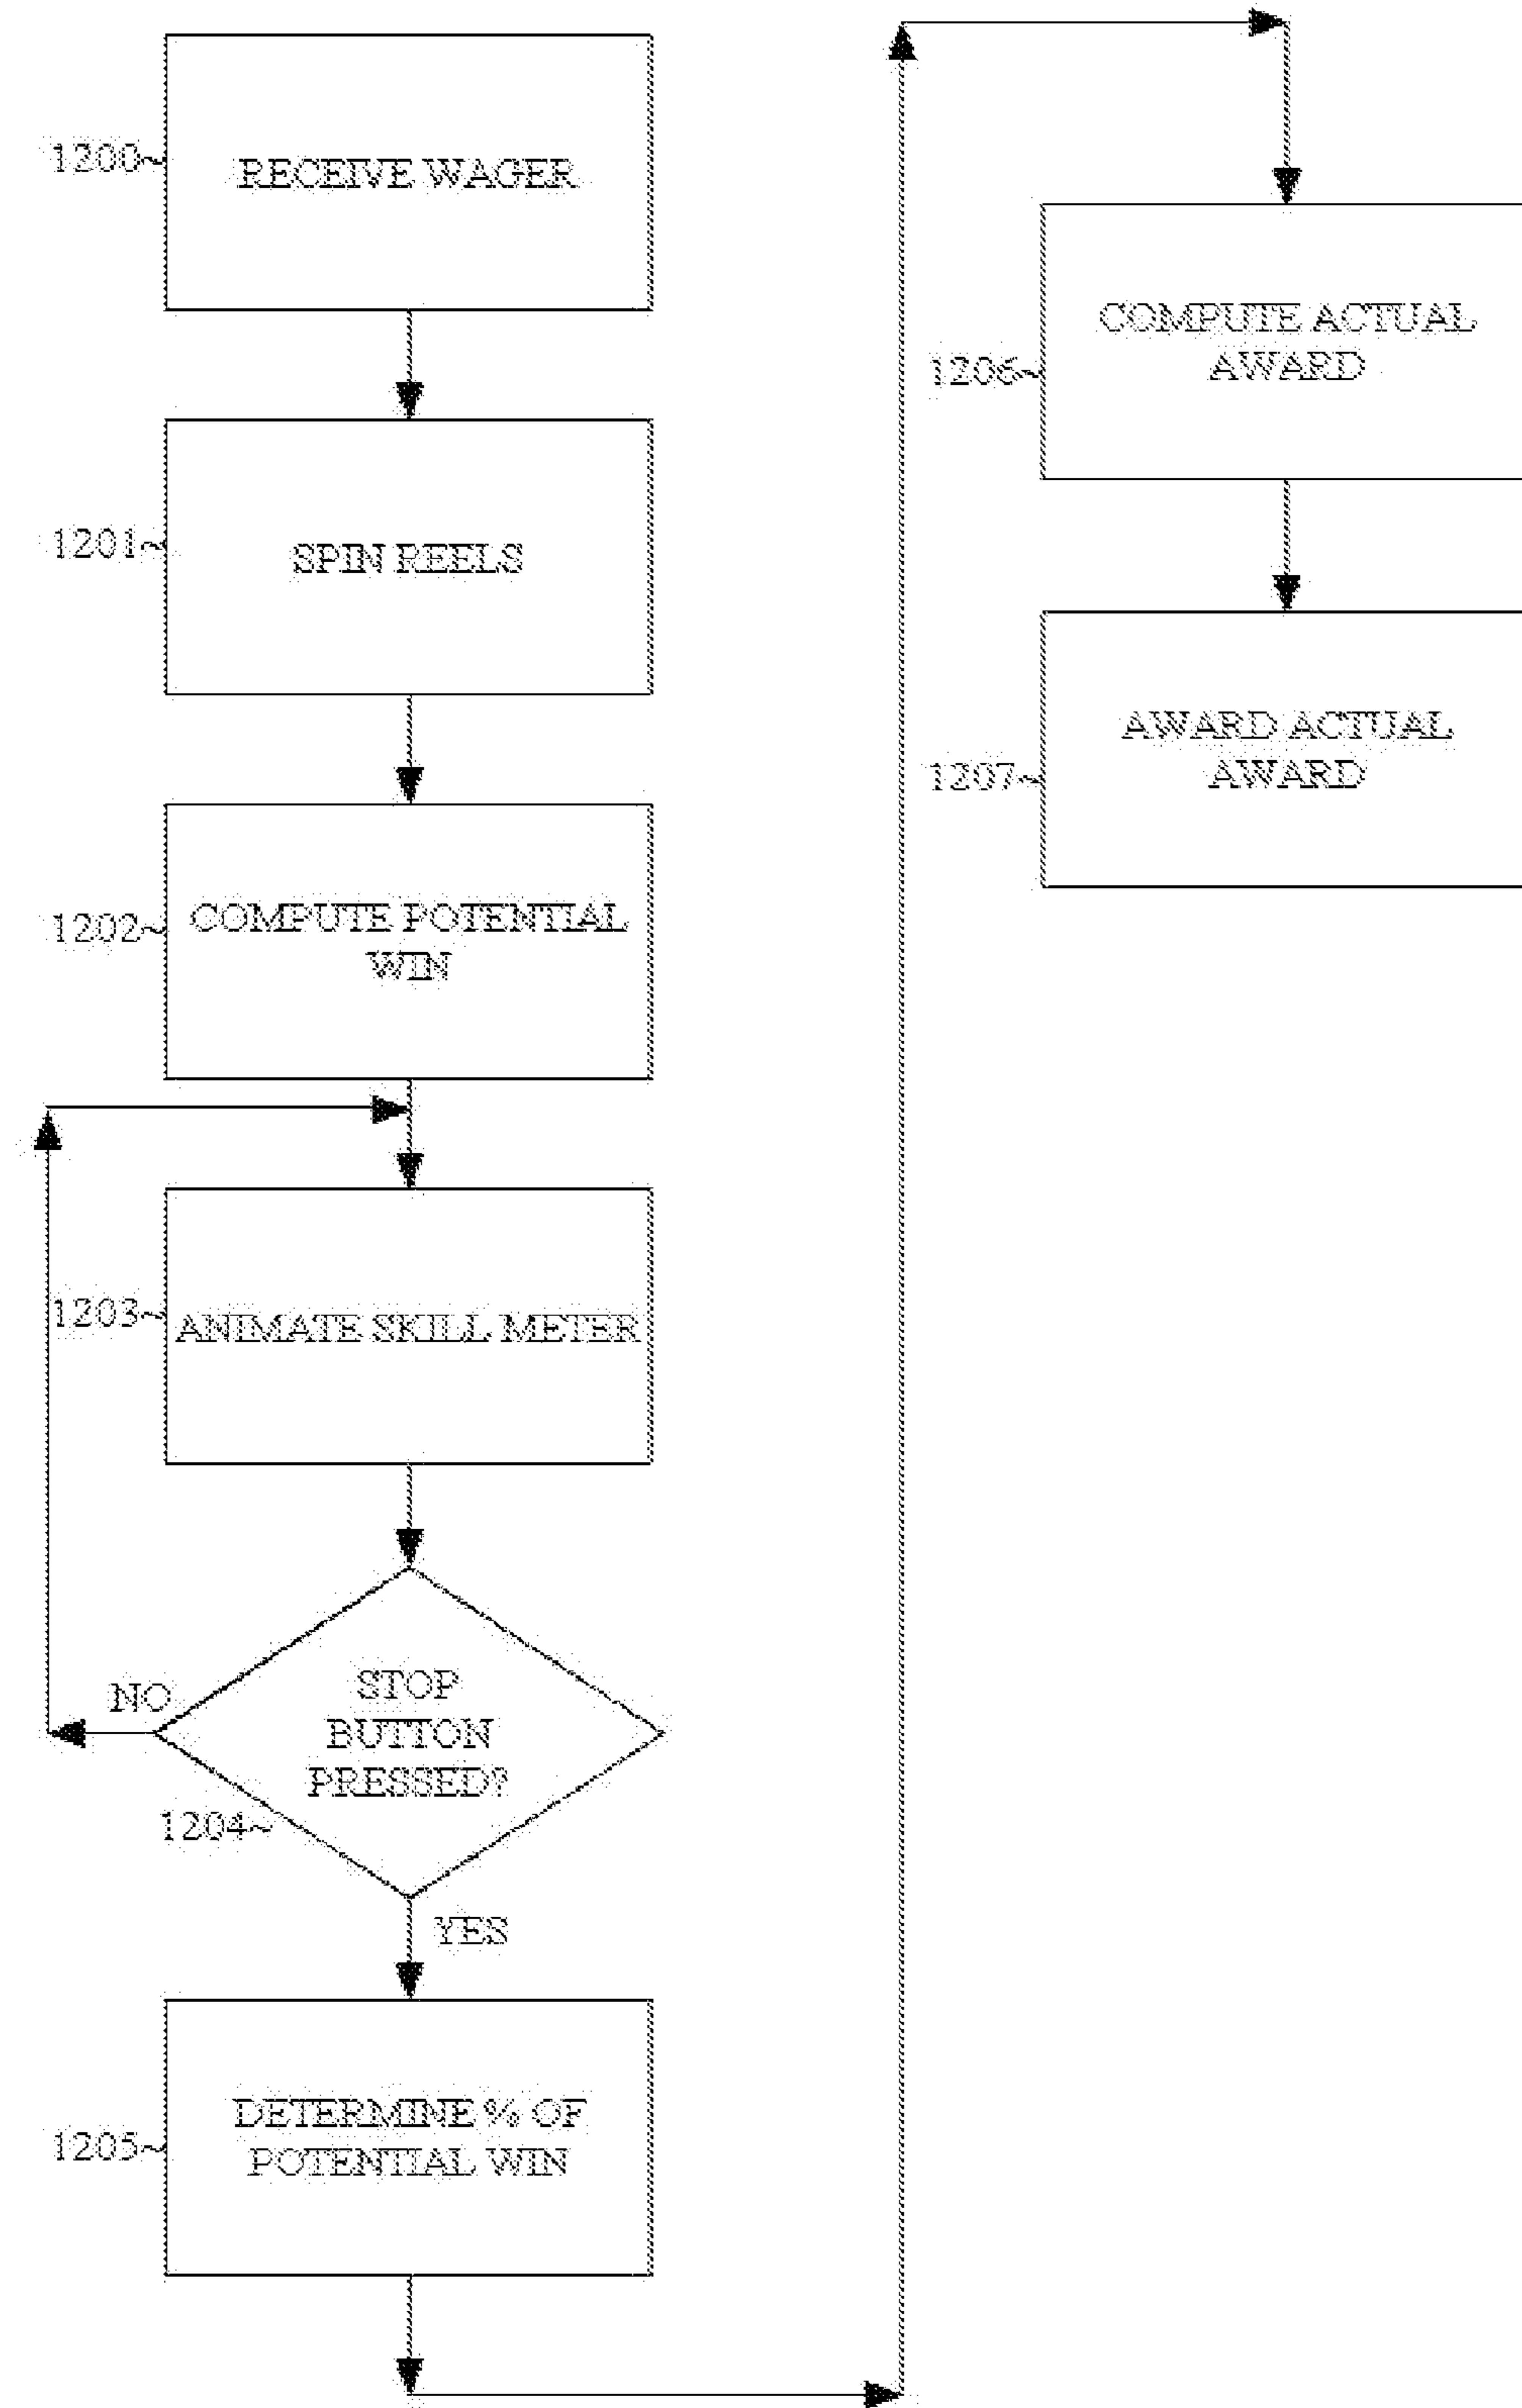 1200~
RECEIVE WAGER
1201~
SPIN REELS
1202~
COMPUTE POTENTIAL
WIN
1203~
ANIMATE SKILL METER
NO
STOP
BUTTON
PRESSED?
1204~
YES
1205~
DETERMINE % OF
POTENTIAL WIN
1206~
COMPUTE ACTUAL
AWARD
1207~
AWARD ACTUAL
AWARD